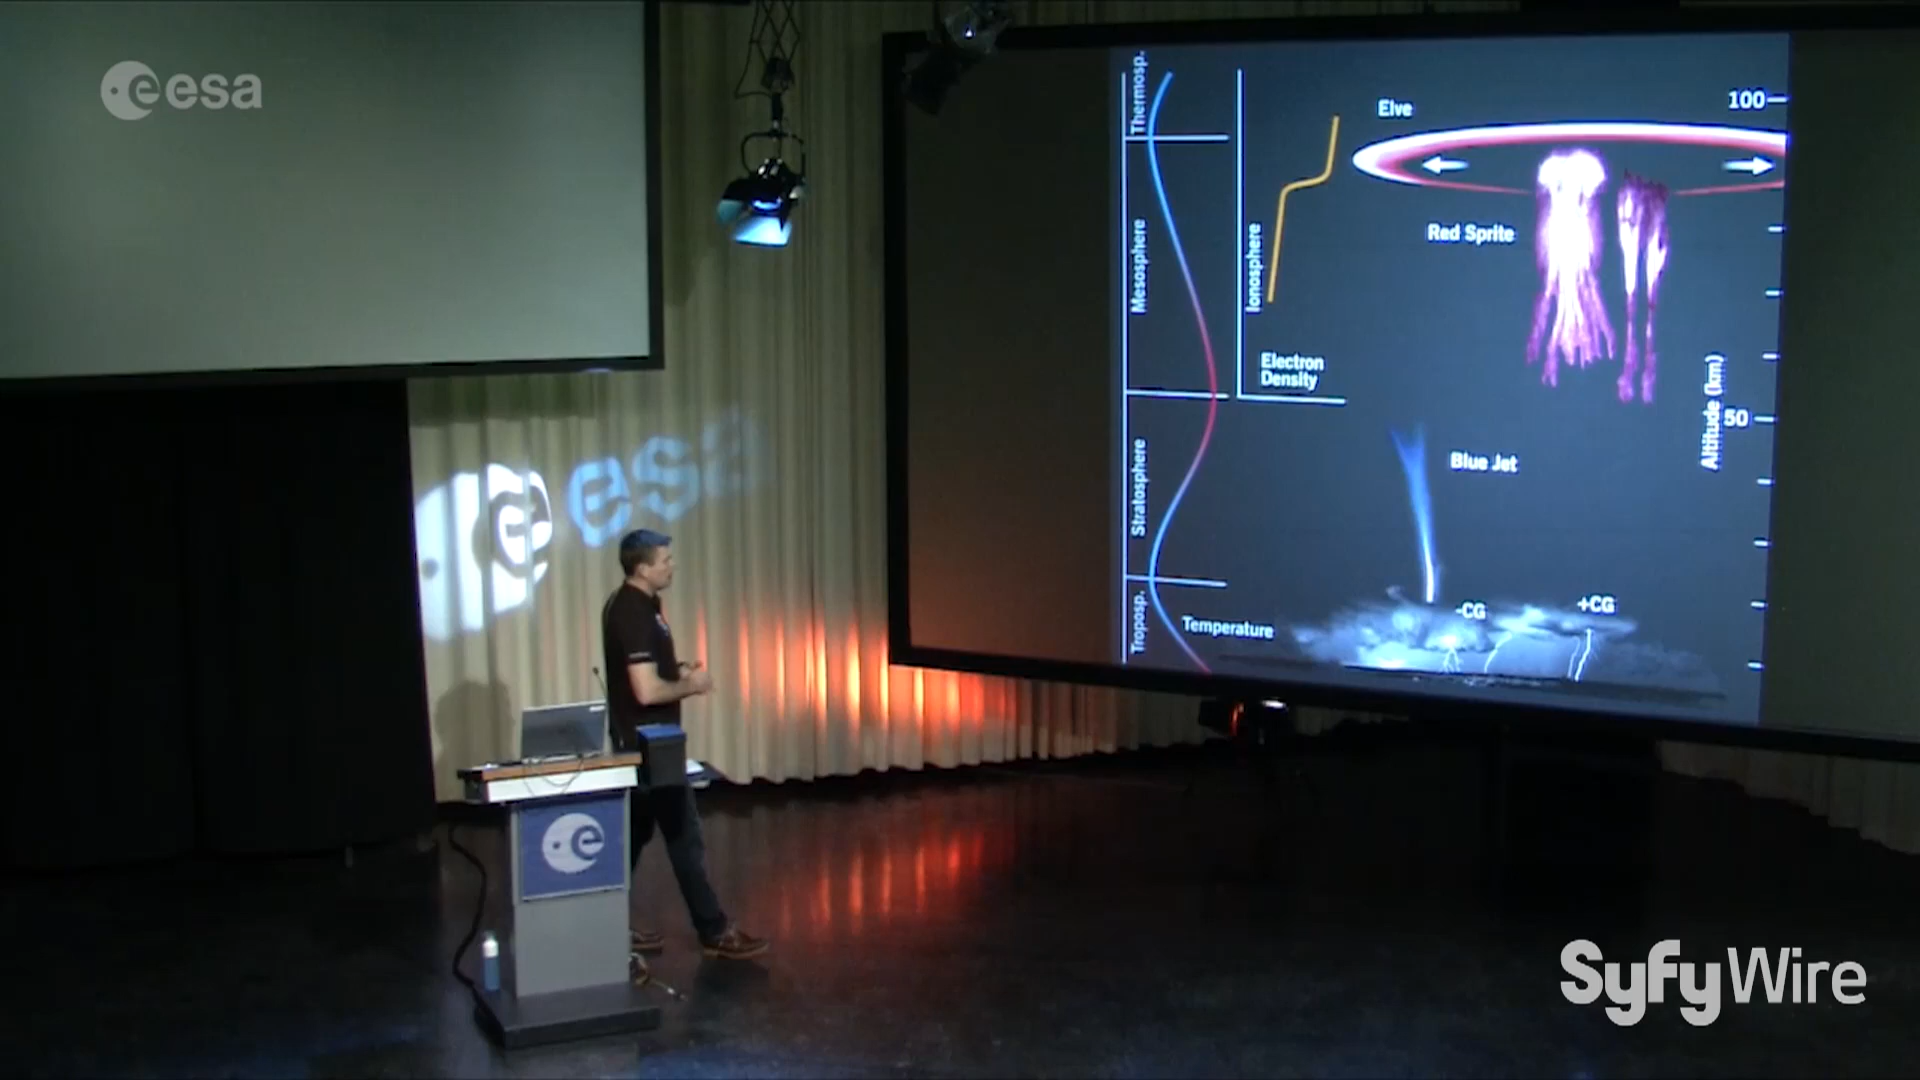 esa
esa
e
Thermosp.
Mesosphere
Stratosphere
Troposp.
Temperature
Ionosphere
Electron
Density
Elve
Red Sprite
Blue Jet
-CG
+CG
100
50
Altitude (km)
SyfyWire